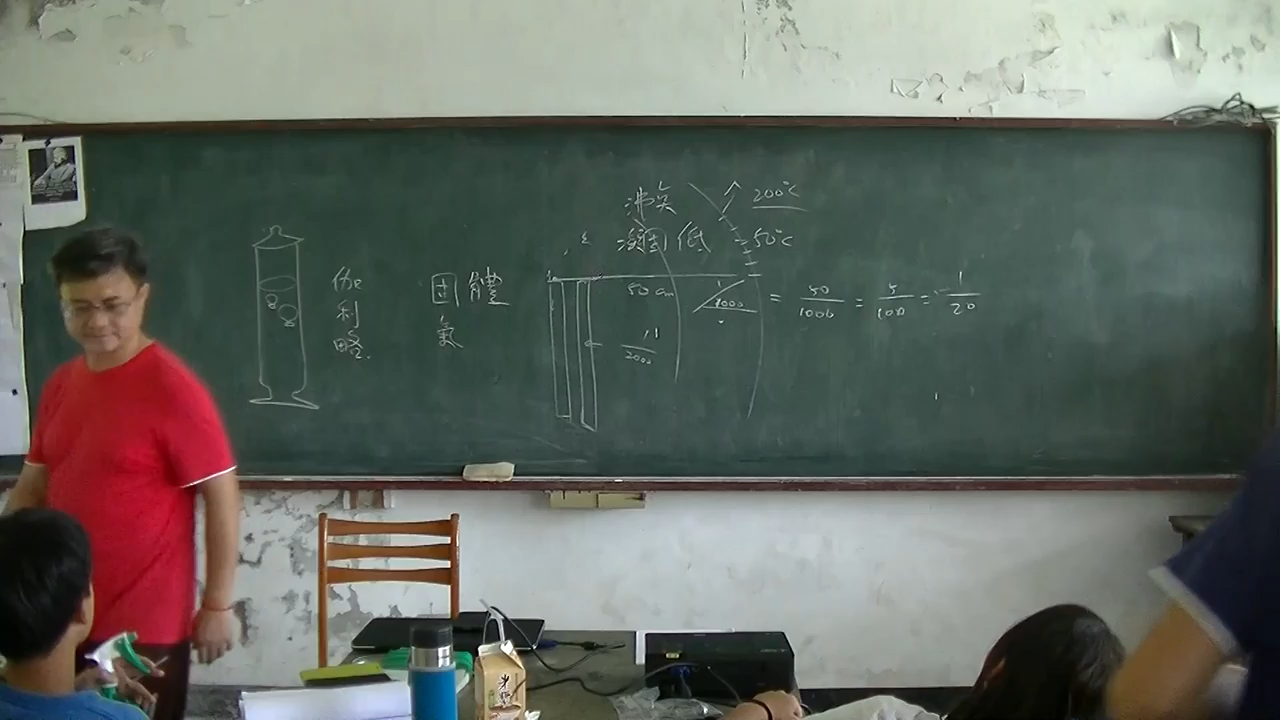 伽利略.
固體
氣
沸點 200℃
凝固 低 50℃
50 cm
1/1000 = 50/1000 = 5/100 = 1/20
1/2000